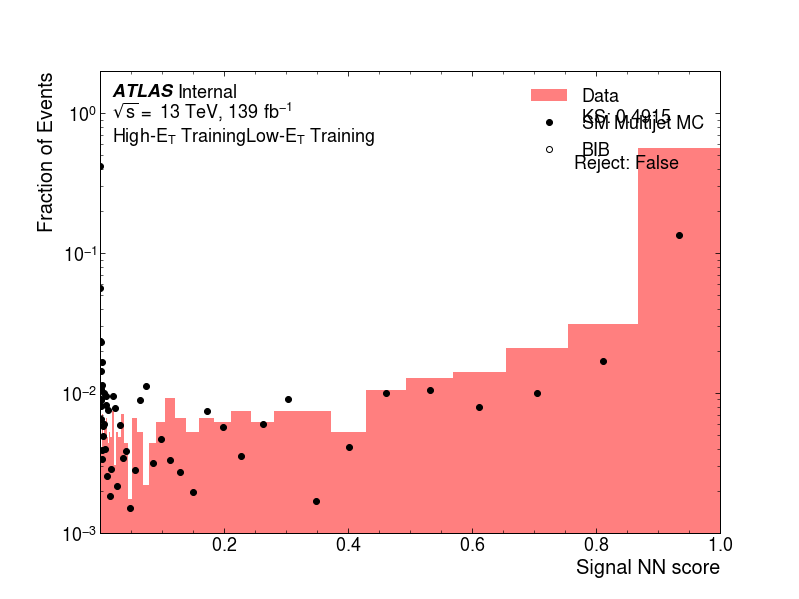 ATLAS Internal
√s = 13 TeV, 139 fb⁻¹
High-E_T TrainingLow-E_T Training
Data
KS: 0.4915
SM Multijet MC
BIB
Reject: False
Fraction of Events
10⁰
10⁻¹
10⁻²
10⁻³
0.2 0.4 0.6 0.8 1.0
Signal NN score